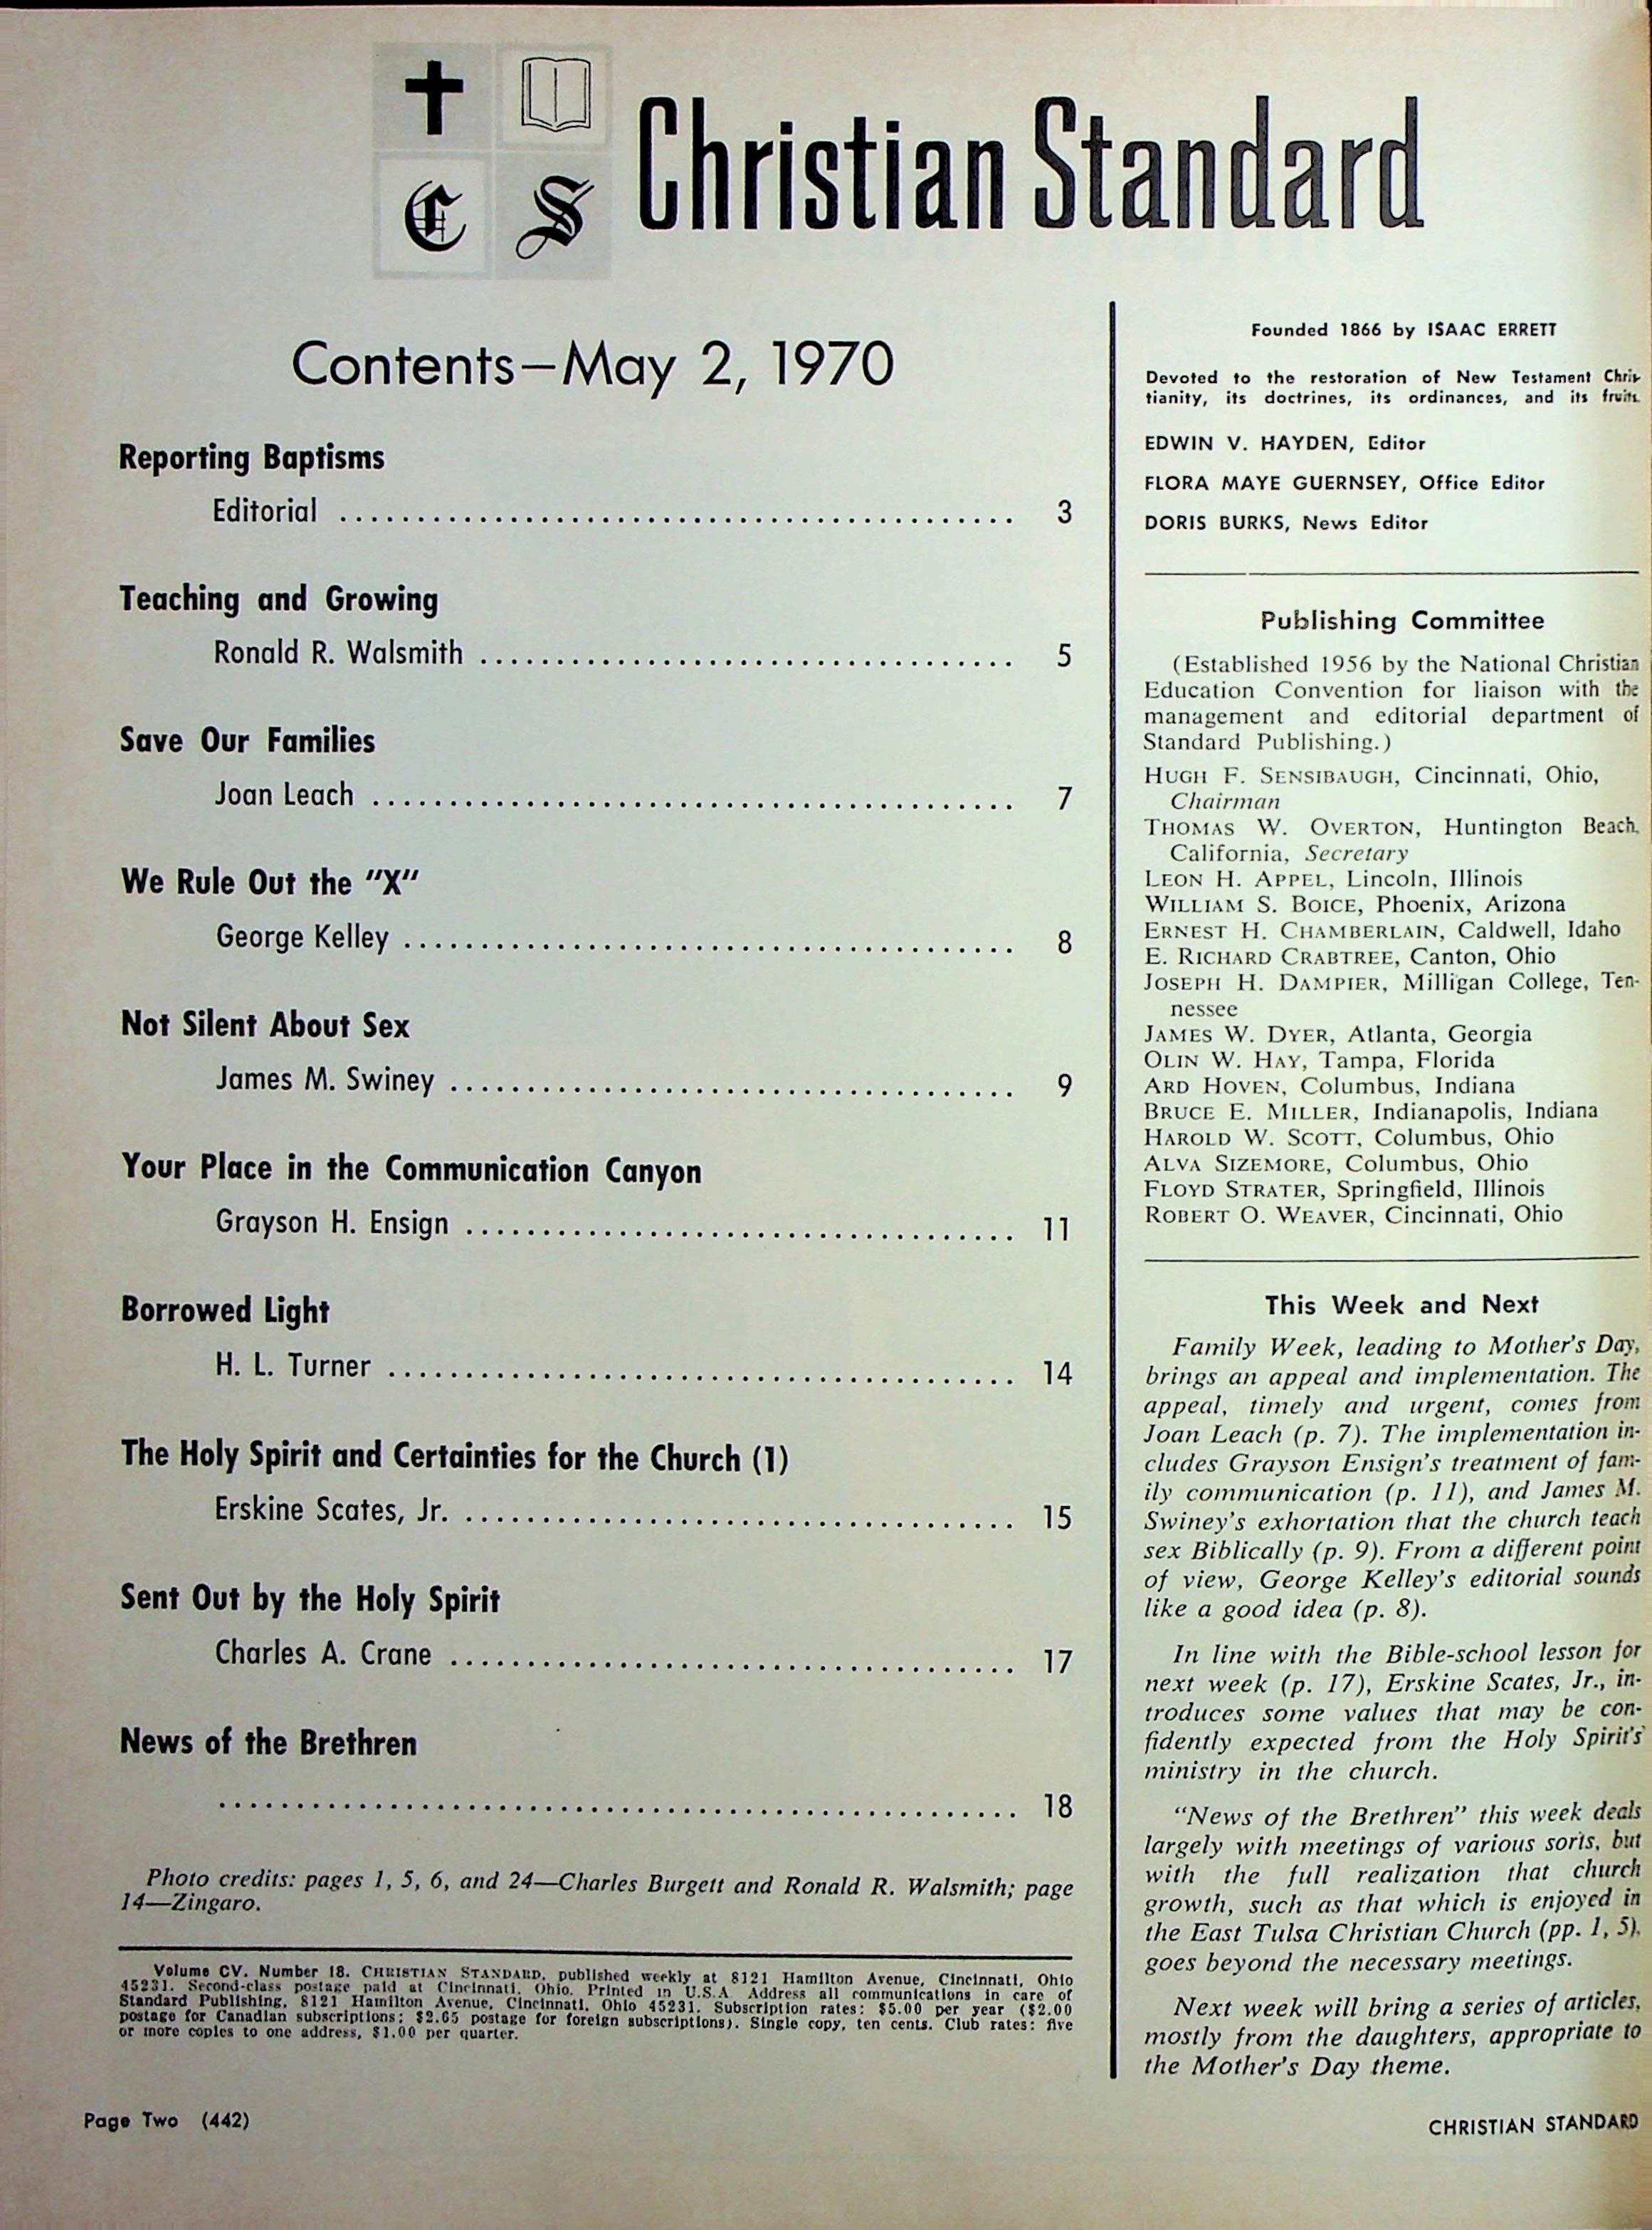 C S
Christian Standard
Contents—May 2, 1970
Reporting Baptisms
Editorial ........................................... 3
Teaching and Growing
Ronald R. Walsmith .................................. 5
Save Our Families
Joan Leach ......................................... 7
We Rule Out the "X"
George Kelley ....................................... 8
Not Silent About Sex
James M. Swiney .................................... 9
Your Place in the Communication Canyon
Grayson H. Ensign ................................... 11
Borrowed Light
H. L. Turner ........................................ 14
The Holy Spirit and Certainties for the Church (1)
Erskine Scates, Jr. ................................... 15
Sent Out by the Holy Spirit
Charles A. Crane .................................... 17
News of the Brethren
................................................... 18
Photo credits: pages 1, 5, 6, and 24—Charles Burgett and Ronald R. Walsmith; page
14—Zingaro.
Volume CV. Number 18. CHRISTIAN STANDARD, published weekly at 8121 Hamilton Avenue, Cincinnati, Ohio
45231. Second-class postage paid at Cincinnati, Ohio. Printed in U.S.A. Address all communications in care of
Standard Publishing, 8121 Hamilton Avenue, Cincinnati, Ohio 45231. Subscription rates: $5.00 per year ($2.00
postage for Canadian subscriptions; $2.65 postage for foreign subscriptions). Single copy, ten cents. Club rates: five
or more copies to one address, $1.00 per quarter.
Founded 1866 by ISAAC ERRETT
Devoted to the restoration of New Testament Chris-
tianity, its doctrines, its ordinances, and its fruits.
EDWIN V. HAYDEN, Editor
FLORA MAYE GUERNSEY, Office Editor
DORIS BURKS, News Editor
Publishing Committee
(Established 1956 by the National Christian
Education Convention for liaison with the
management and editorial department of
Standard Publishing.)
HUGH F. SENSIBAUGH, Cincinnati, Ohio,
Chairman
THOMAS W. OVERTON, Huntington Beach,
California, Secretary
LEON H. APPEL, Lincoln, Illinois
WILLIAM S. BOICE, Phoenix, Arizona
ERNEST H. CHAMBERLAIN, Caldwell, Idaho
E. RICHARD CRABTREE, Canton, Ohio
JOSEPH H. DAMPIER, Milligan College, Ten-
nessee
JAMES W. DYER, Atlanta, Georgia
OLIN W. HAY, Tampa, Florida
ARD HOVEN, Columbus, Indiana
BRUCE E. MILLER, Indianapolis, Indiana
HAROLD W. SCOTT, Columbus, Ohio
ALVA SIZEMORE, Columbus, Ohio
FLOYD STRATER, Springfield, Illinois
ROBERT O. WEAVER, Cincinnati, Ohio
This Week and Next
Family Week, leading to Mother's Day,
brings an appeal and implementation. The
appeal, timely and urgent, comes from
Joan Leach (p. 7). The implementation in-
cludes Grayson Ensign's treatment of fam-
ily communication (p. 11), and James M.
Swiney's exhortation that the church teach
sex Biblically (p. 9). From a different point
of view, George Kelley's editorial sounds
like a good idea (p. 8).
In line with the Bible-school lesson for
next week (p. 17), Erskine Scates, Jr., in-
troduces some values that may be con-
fidently expected from the Holy Spirit's
ministry in the church.
"News of the Brethren" this week deals
largely with meetings of various sorts, but
with the full realization that church
growth, such as that which is enjoyed in
the East Tulsa Christian Church (pp. 1, 5),
goes beyond the necessary meetings.
Next week will bring a series of articles,
mostly from the daughters, appropriate to
the Mother's Day theme.
Page Two (442)
CHRISTIAN STANDARD